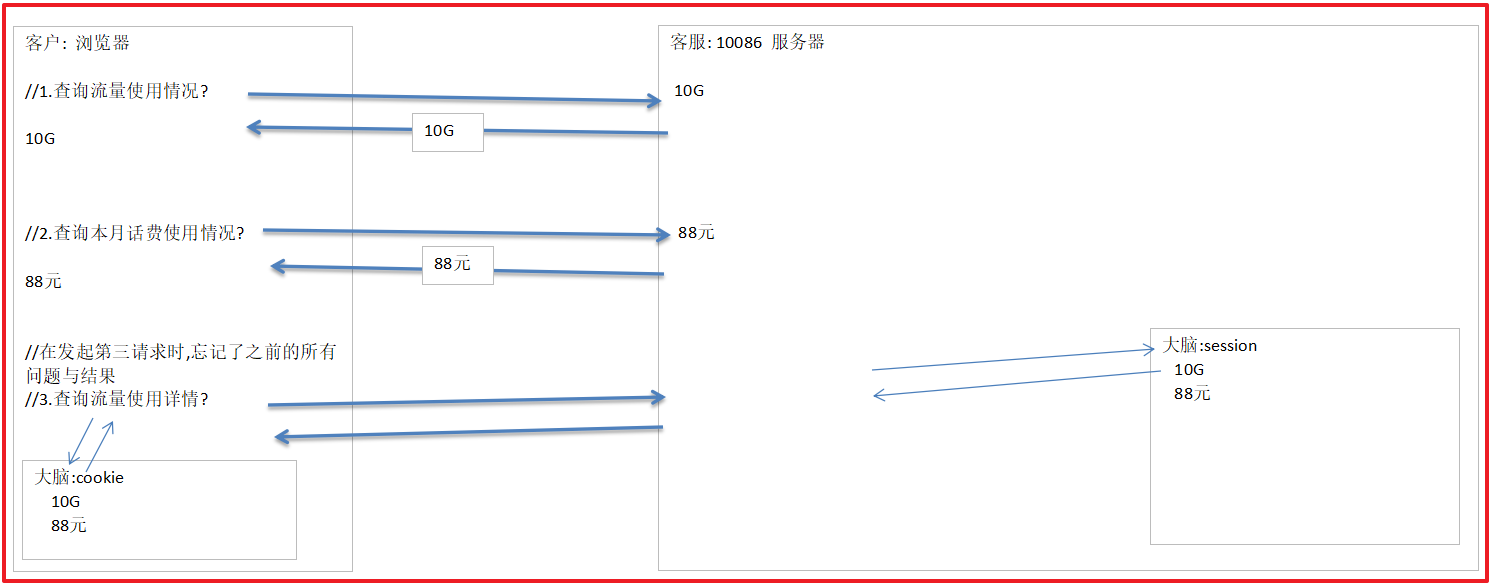 客户: 浏览器
//1.查询流量使用情况?
10G
//2.查询本月话费使用情况?
88元
//在发起第三请求时,忘记了之前的所有
问题与结果
//3.查询流量使用详情?
大脑:cookie
10G
88元
10G
88元
客服: 10086 服务器
10G
88元
大脑:session
10G
88元